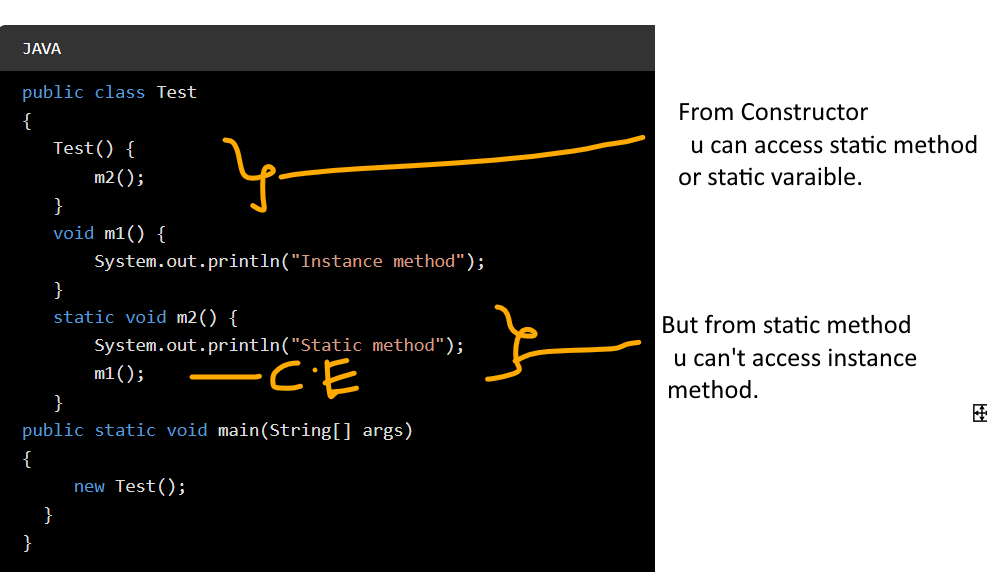 JAVA
public class Test
{
Test() {
m2();
}
void m1() {
System.out.println("Instance method");
}
static void m2() {
System.out.println("Static method");
m1();
C.E
}
public static void main(String[] args)
{
new Test();
}
}
From Constructor
u can access static method
or static varaible.
But from static method
u can't access instance
method.